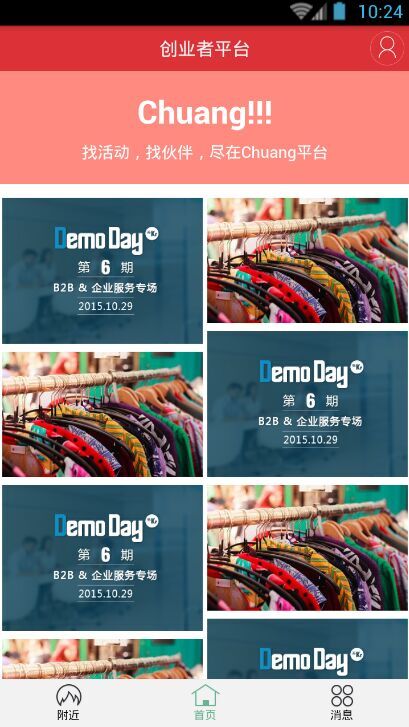 10:24
创业者平台
Chuang!!!
找活动，找伙伴，尽在Chuang平台
Demo Day
第 6 期
B2B & 企业服务专场
2015.10.29
Demo Day
第 6 期
B2B & 企业服务专场
2015.10.29
Demo Day
第 6 期
B2B & 企业服务专场
2015.10.29
Demo Day
附近
首页
消息